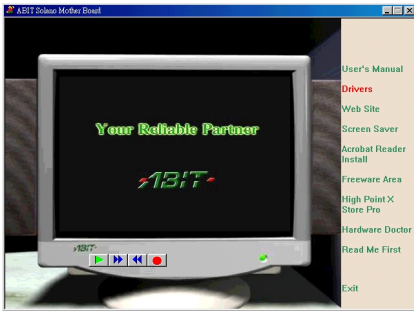 ABIT Solano Mother Board
Your Reliable Partner
ABIT
ABIT
User's Manual
Drivers
Web Site
Screen Saver
Acrobat Reader
Install
Freeware Area
High Point X
Store Pro
Hardware Doctor
Read Me First
Exit